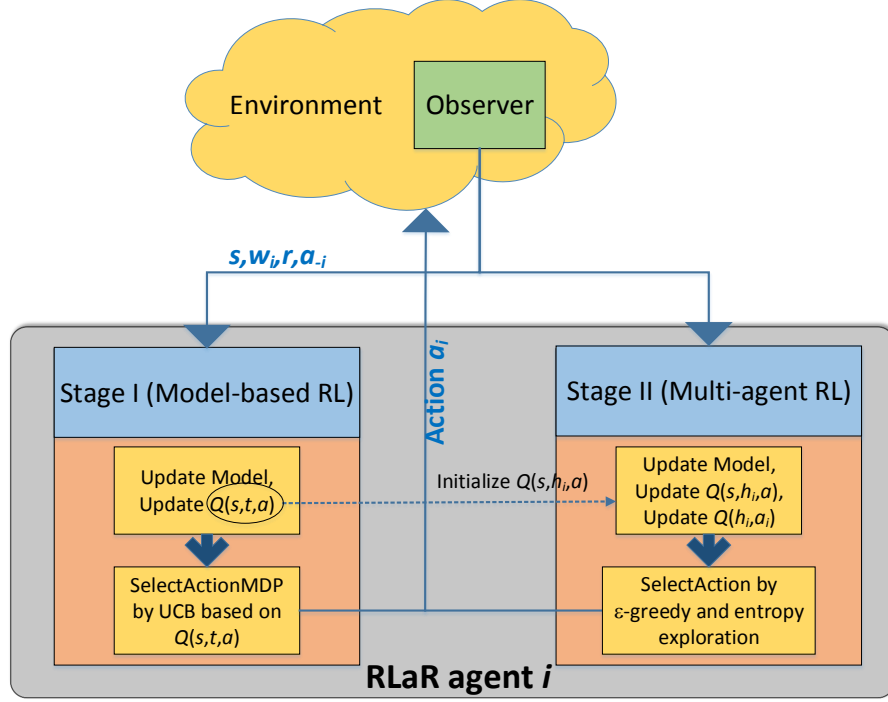 Environment
Observer
s,wᵢ,r,a₋ᵢ
Action aᵢ
Stage I (Model-based RL)
Update Model,
Update Q(s,t,a)
SelectActionMDP
by UCB based on
Q(s,t,a)
Initialize Q(s,hᵢ,a)
Stage II (Multi-agent RL)
Update Model,
Update Q(s,hᵢ,a),
Update Q(hᵢ,aᵢ)
SelectAction by
ε-greedy and entropy
exploration
RLaR agent i